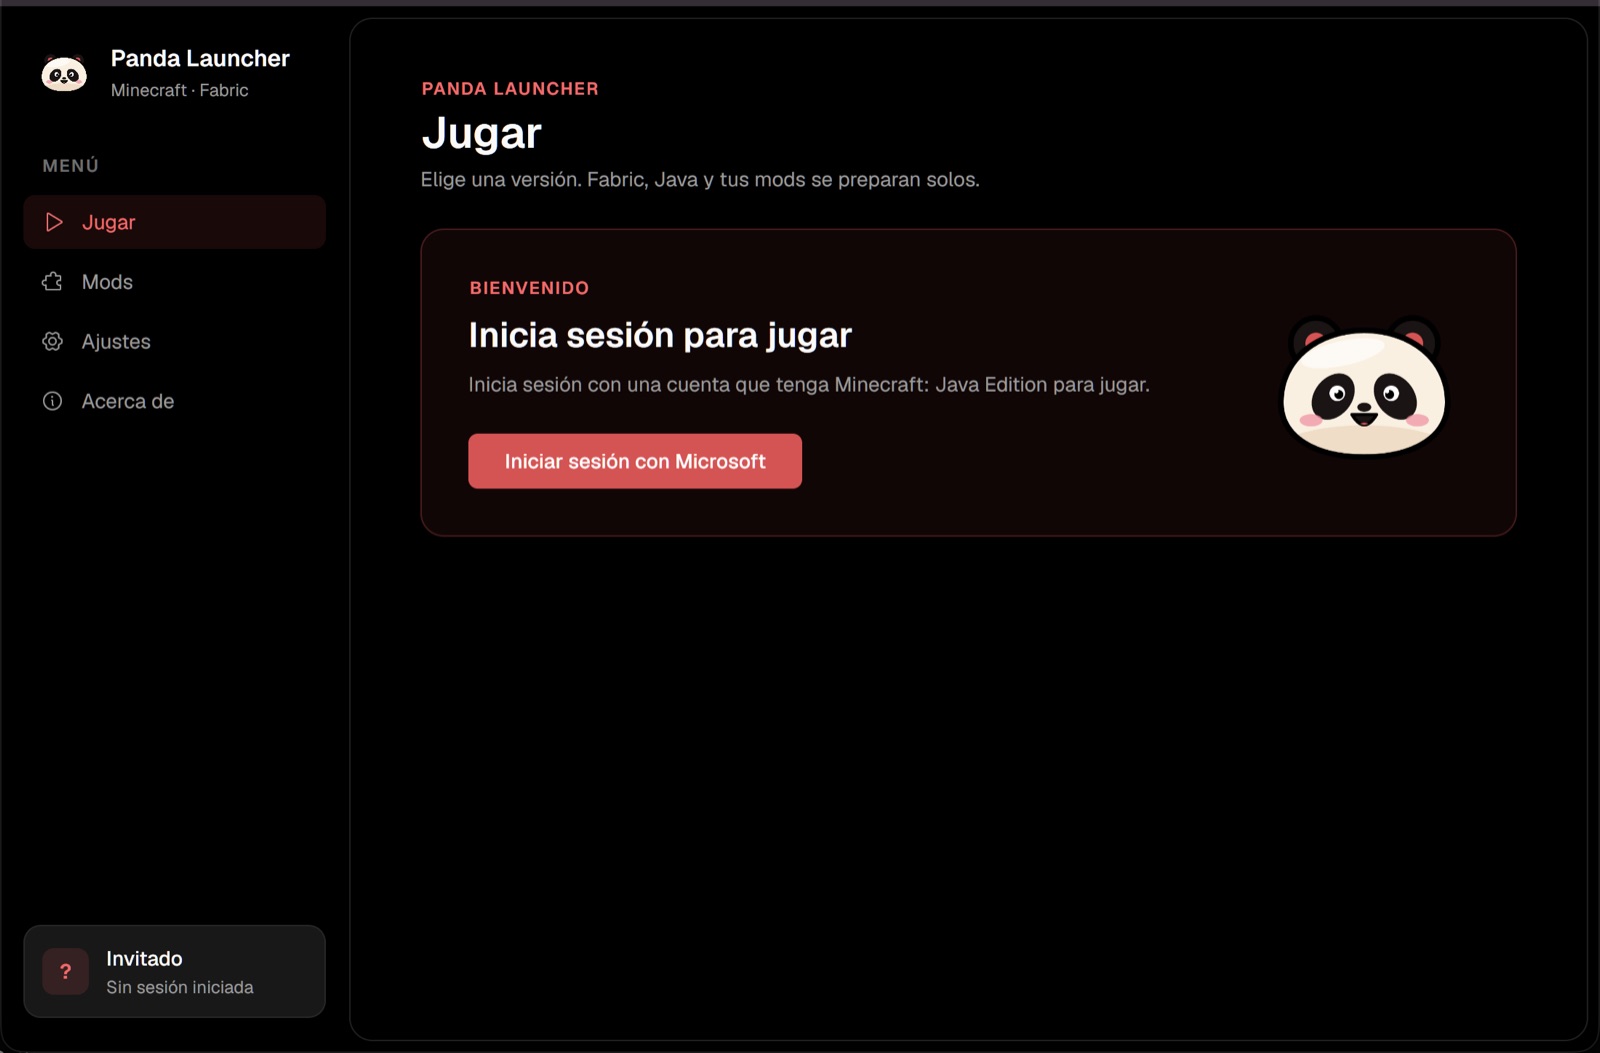 Panda Launcher
Minecraft · Fabric
MENÚ
Jugar
Mods
Ajustes
Acerca de
?
Invitado
Sin sesión iniciada
PANDA LAUNCHER
Jugar
Elige una versión. Fabric, Java y tus mods se preparan solos.
BIENVENIDO
Inicia sesión para jugar
Inicia sesión con una cuenta que tenga Minecraft: Java Edition para jugar.
Iniciar sesión con Microsoft